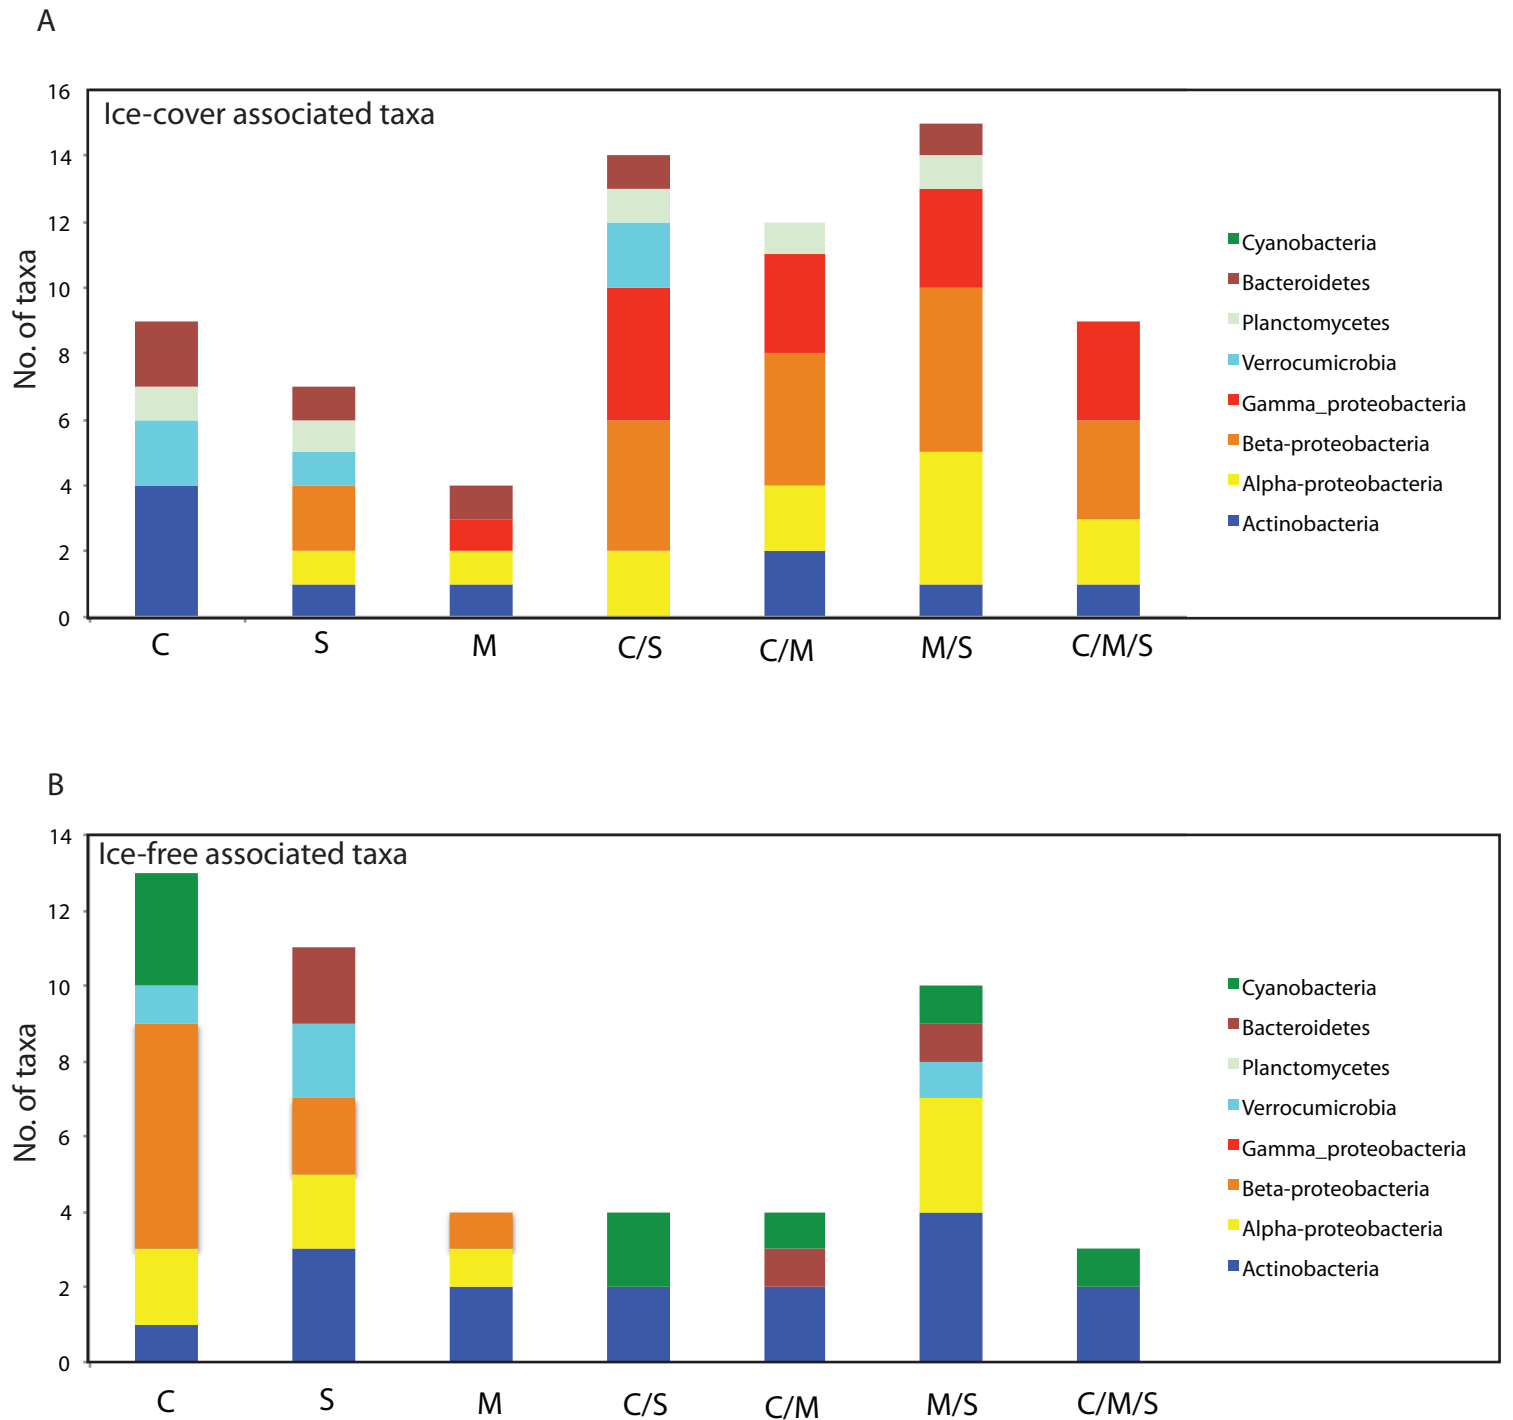 A
Ice-cover associated taxa
No. of taxa
16
14
12
10
8
6
4
2
0
C S M C/S C/M M/S C/M/S
Cyanobacteria
Bacteroidetes
Planctomycetes
Verrocumicrobia
Gamma_proteobacteria
Beta-proteobacteria
Alpha-proteobacteria
Actinobacteria
B
Ice-free associated taxa
No. of taxa
14
12
10
8
6
4
2
0
C S M C/S C/M M/S C/M/S
Cyanobacteria
Bacteroidetes
Planctomycetes
Verrocumicrobia
Gamma_proteobacteria
Beta-proteobacteria
Alpha-proteobacteria
Actinobacteria